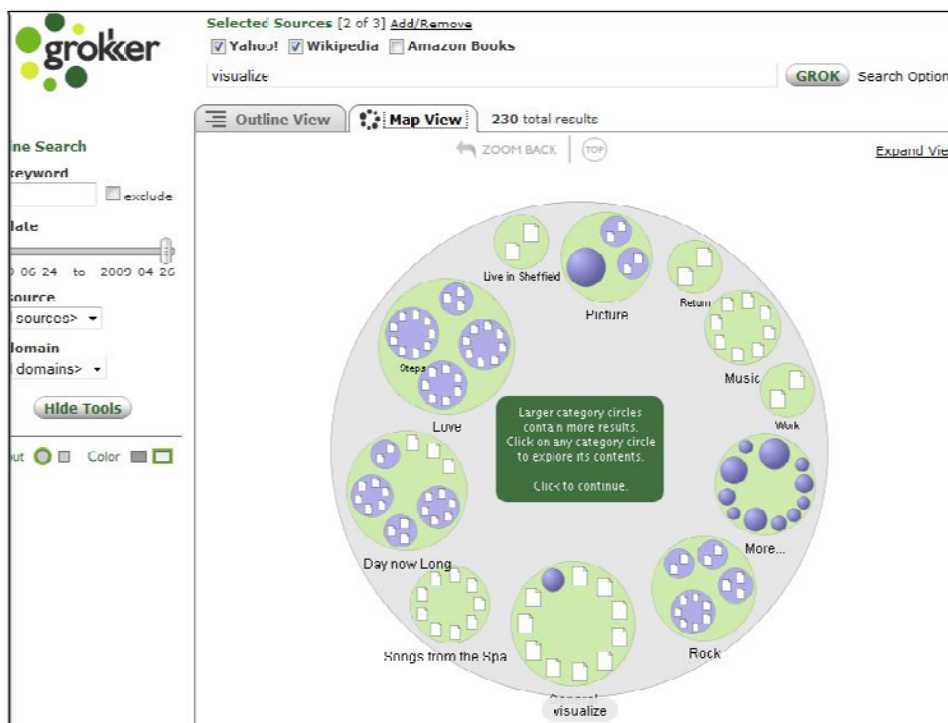 grokker
Selected Sources [2 of 3] Add/Remove
Yahoo! Wikipedia Amazon Books
visualize
GROK Search Option
Outline View Map View 230 total results
ZOOM BACK TOP
Expand Vie
ine Search
keyword
exclude
late
06 24 to 2009 04 26
source
sources>
domain
domains>
Hide Tools
out Color
Live in Sheffield
Picture
Return
Music
Work
Steps
Love
Larger category circles
contain more results.
Click on any category circle
to explore its contents.
Click to continue.
More...
Day now Long...
Songs from the Spa
Rock
General
visualize